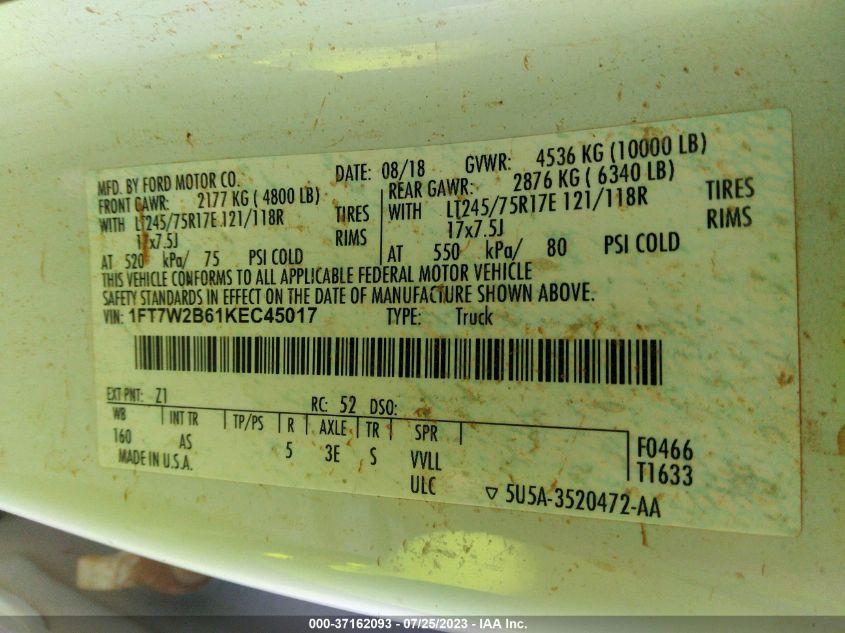 MFD. BY FORD MOTOR CO. DATE: 08/18 GVWR: 4536 KG (10000 LB)
FRONT GAWR: 2177 KG ( 4800 LB) REAR GAWR: 2876 KG ( 6340 LB)
WITH LT245/75R17E 121/118R TIRES WITH LT245/75R17E 121/118R TIRES
17x7.5J RIMS 17x7.5J RIMS
AT 520 kPa/ 75 PSI COLD AT 550 kPa/ 80 PSI COLD
THIS VEHICLE CONFORMS TO ALL APPLICABLE FEDERAL MOTOR VEHICLE
SAFETY STANDARDS IN EFFECT ON THE DATE OF MANUFACTURE SHOWN ABOVE.
VIN: 1FT7W2B61KEC45017 TYPE: Truck
EXT PNT: Z1 RC: 52 DSO:
WB INT TR TP/PS R AXLE TR SPR F0466
160 AS 5 3E S VVLL T1633
MADE IN U.S.A. ULC ▽ 5U5A-3520472-AA
000-37162093 - 07/25/2023 - IAA Inc.